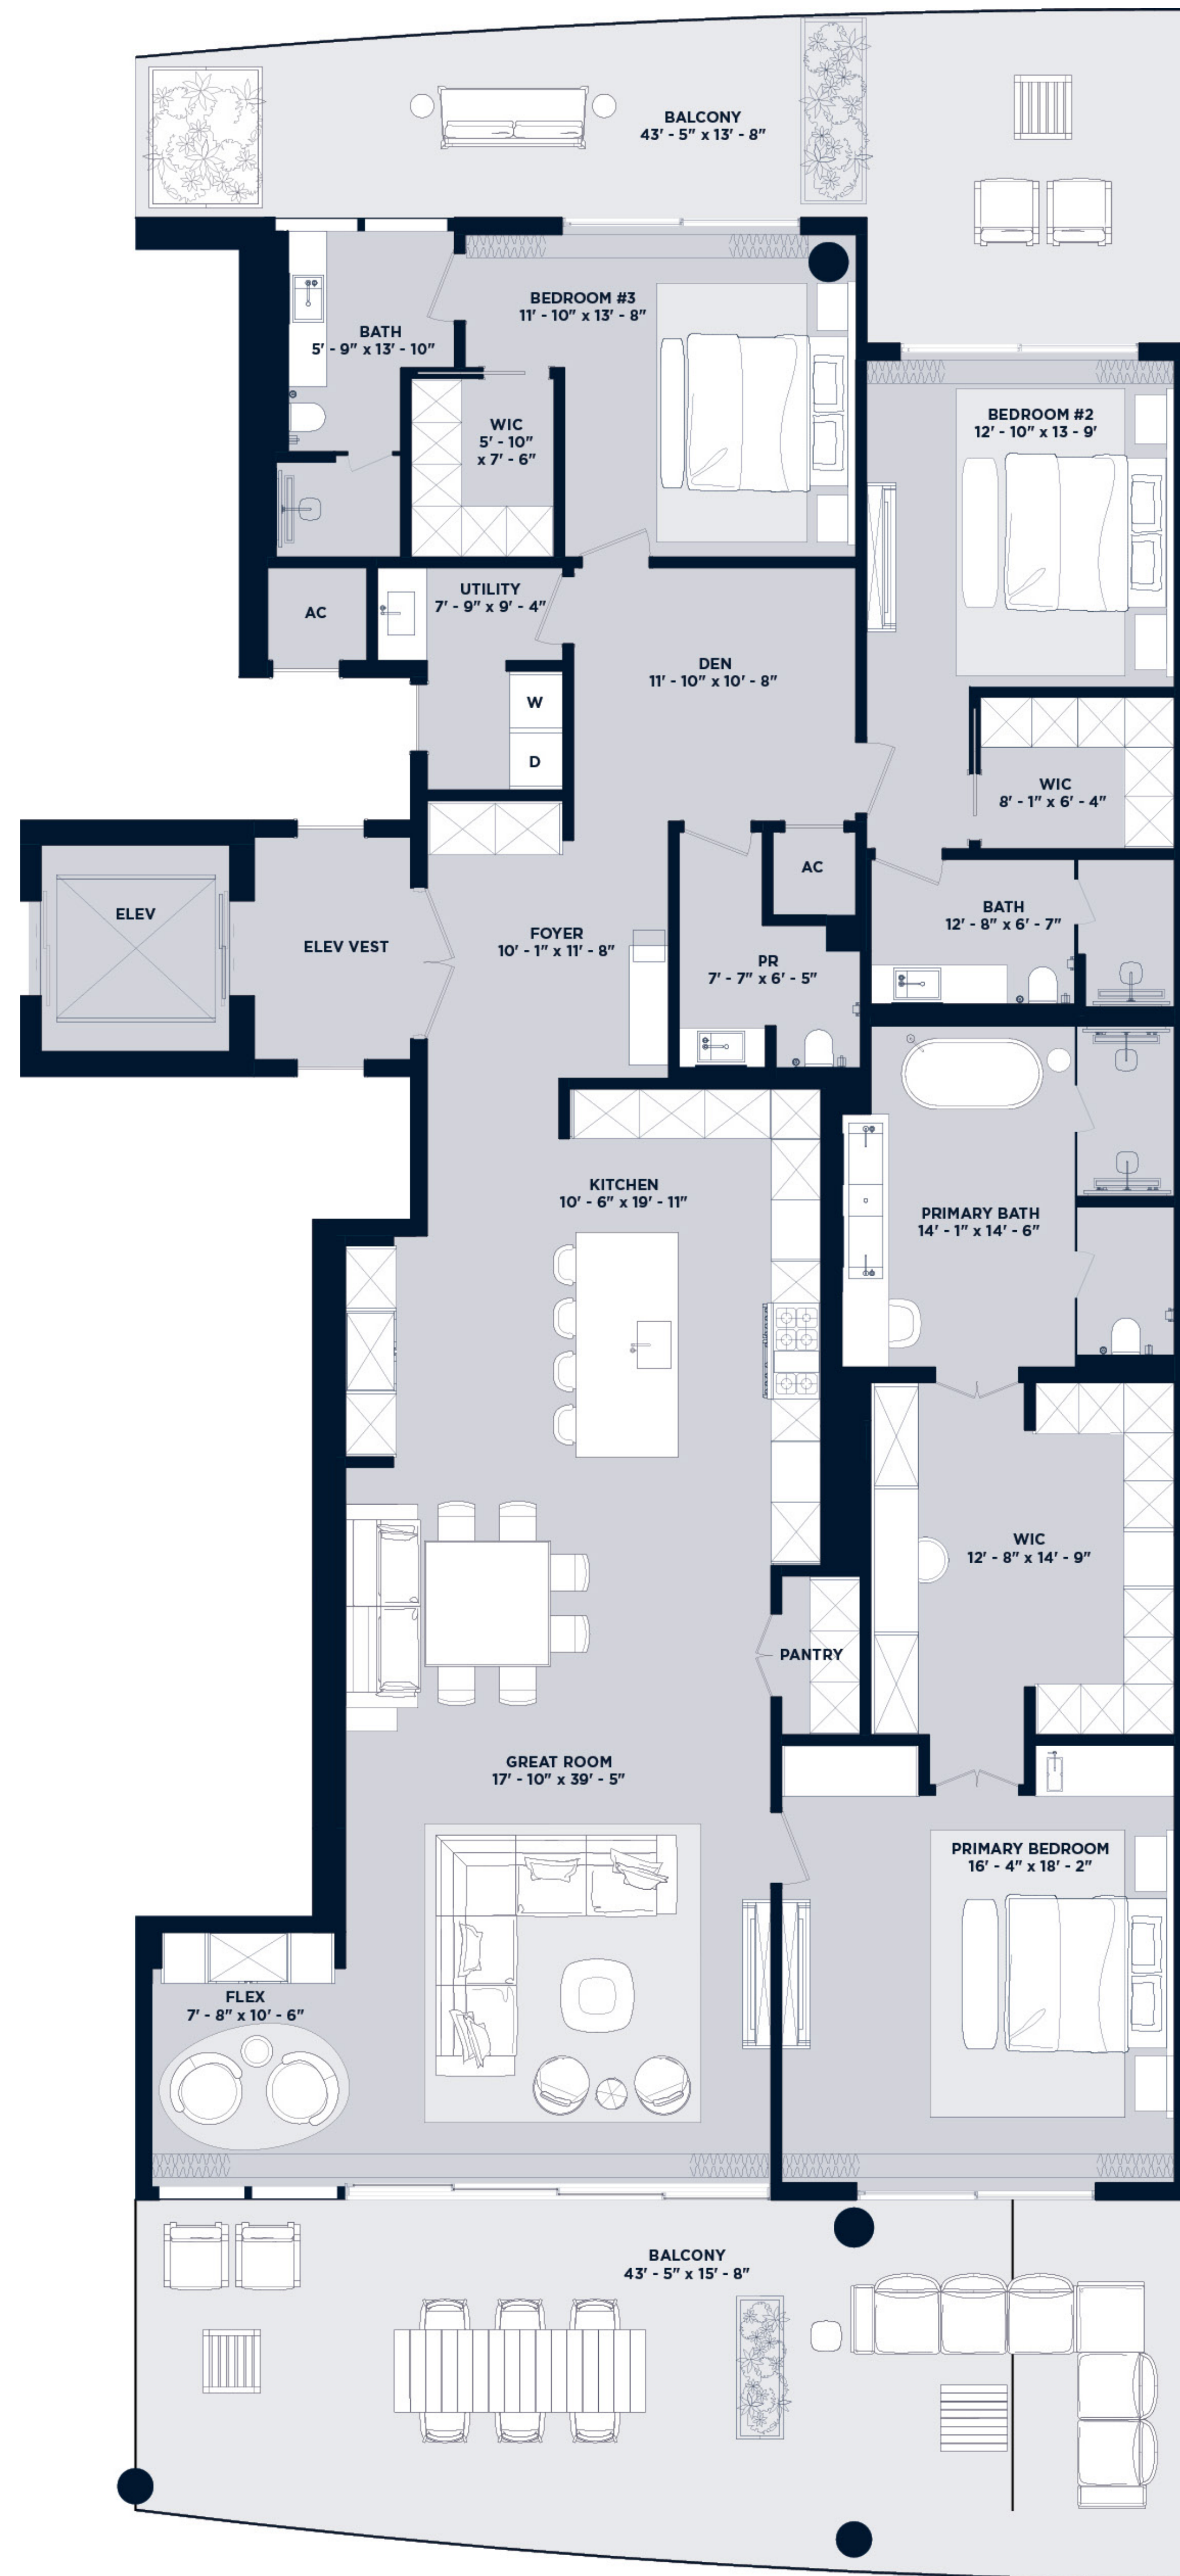 BALCONY
43' - 5" x 13' - 8"
BEDROOM #3
11' - 10" x 13' - 8"
BATH
5' - 9" x 13' - 10"
WIC
5' - 10"
x 7' - 6"
BEDROOM #2
12' - 10" x 13 - 9'
UTILITY
7' - 9" x 9' - 4"
AC
DEN
11' - 10" x 10' - 8"
W
D
WIC
8' - 1" x 6' - 4"
AC
ELEV
ELEV VEST
FOYER
10' - 1" x 11' - 8"
BATH
12' - 8" x 6' - 7"
PR
7' - 7" x 6' - 5"
KITCHEN
10' - 6" x 19' - 11"
PRIMARY BATH
14' - 1" x 14' - 6"
WIC
12' - 8" x 14' - 9"
PANTRY
GREAT ROOM
17' - 10" x 39' - 5"
PRIMARY BEDROOM
16' - 4" x 18' - 2"
FLEX
7' - 8" x 10' - 6"
BALCONY
43' - 5" x 15' - 8"